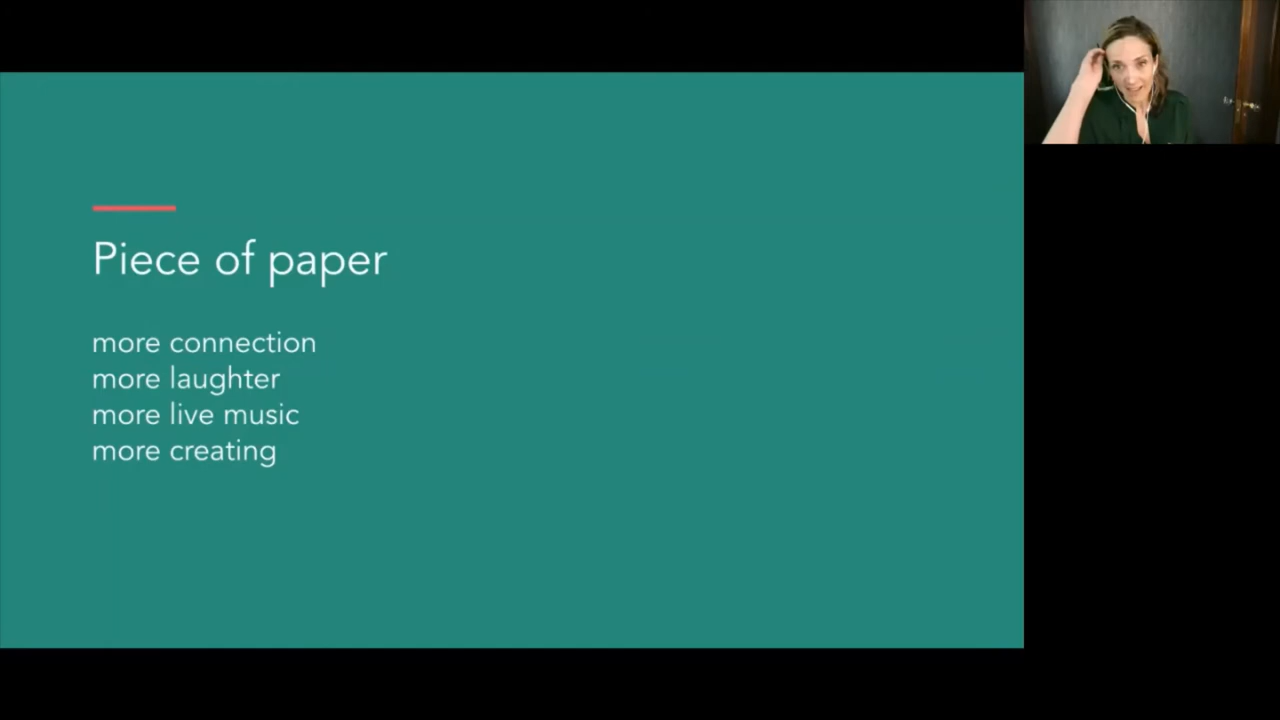 Piece of paper
more connection
more laughter
more live music
more creating